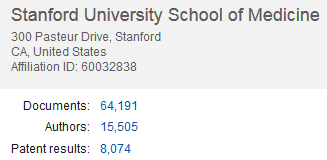 Stanford University School of Medicine
300 Pasteur Drive, Stanford
CA, United States
Affiliation ID: 60032838
Documents: 64,191
Authors: 15,505
Patent results: 8,074